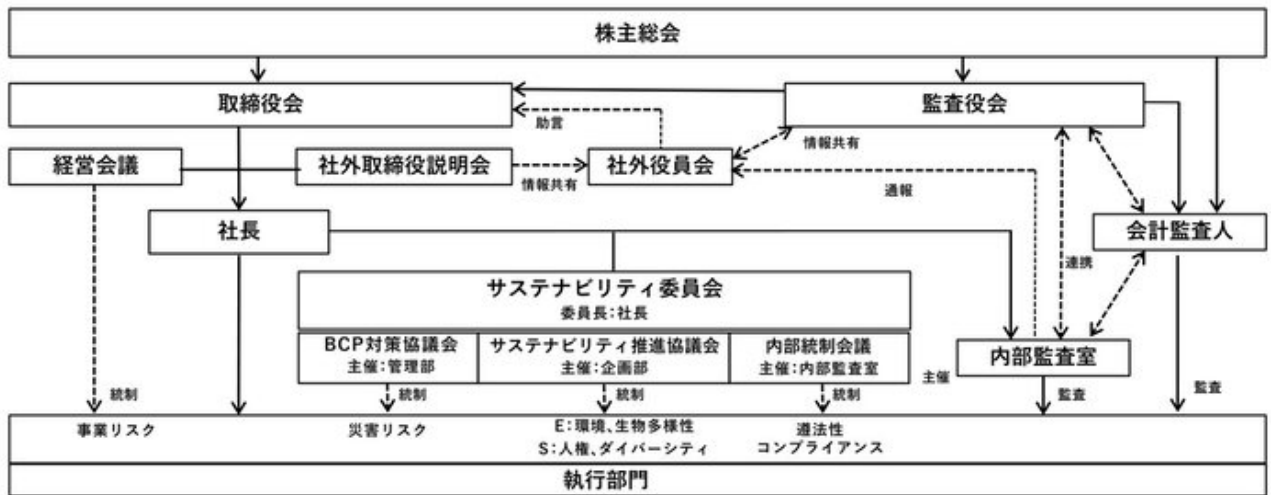 株主総会
取締役会
監査役会
助言
情報共有
経営会議
社外取締役説明会
情報共有
社外役員会
通報
社長
会計監査人
連携
サステナビリティ委員会
委員長:社長
BCP対策協議会
主催:管理部
サステナビリティ推進協議会
主催:企画部
内部統制会議
主催:内部監査室
主催
内部監査室
統制
統制
統制
統制
監査
監査
事業リスク
災害リスク
E:環境、生物多様性
S:人権、ダイバーシティ
遵法性
コンプライアンス
執行部門